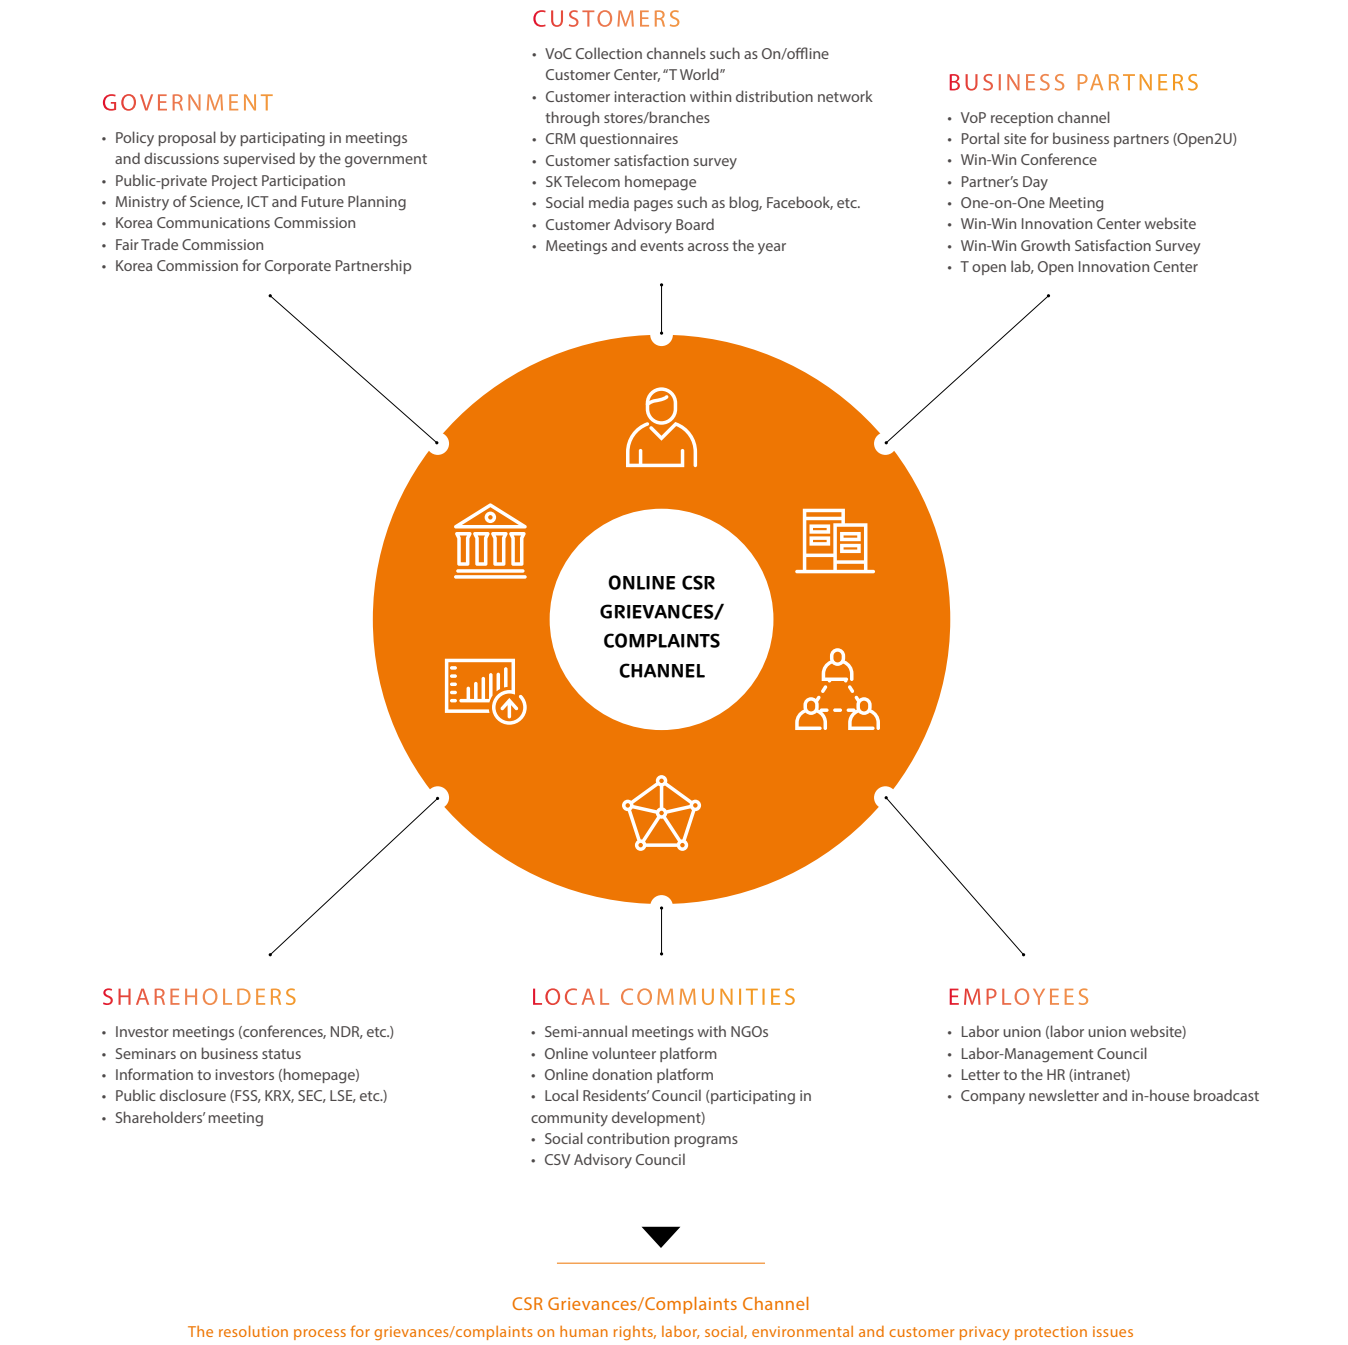 CUSTOMERS
• VoC Collection channels such as On/offline
Customer Center, “T World”
• Customer interaction within distribution network
through stores/branches
• CRM questionnaires
• Customer satisfaction survey
• SK Telecom homepage
• Social media pages such as blog, Facebook, etc.
• Customer Advisory Board
• Meetings and events across the year
GOVERNMENT
• Policy proposal by participating in meetings
and discussions supervised by the government
• Public-private Project Participation
• Ministry of Science, ICT and Future Planning
• Korea Communications Commission
• Fair Trade Commission
• Korea Commission for Corporate Partnership
BUSINESS PARTNERS
• VoP reception channel
• Portal site for business partners (Open2U)
• Win-Win Conference
• Partner’s Day
• One-on-One Meeting
• Win-Win Innovation Center website
• Win-Win Growth Satisfaction Survey
• T open lab, Open Innovation Center
ONLINE CSR
GRIEVANCES/
COMPLAINTS
CHANNEL
SHAREHOLDERS
• Investor meetings (conferences, NDR, etc.)
• Seminars on business status
• Information to investors (homepage)
• Public disclosure (FSS, KRX, SEC, LSE, etc.)
• Shareholders’ meeting
LOCAL COMMUNITIES
• Semi-annual meetings with NGOs
• Online volunteer platform
• Online donation platform
• Local Residents’ Council (participating in
community development)
• Social contribution programs
• CSV Advisory Council
EMPLOYEES
• Labor union (labor union website)
• Labor-Management Council
• Letter to the HR (intranet)
• Company newsletter and in-house broadcast
CSR Grievances/Complaints Channel
The resolution process for grievances/complaints on human rights, labor, social, environmental and customer privacy protection issues